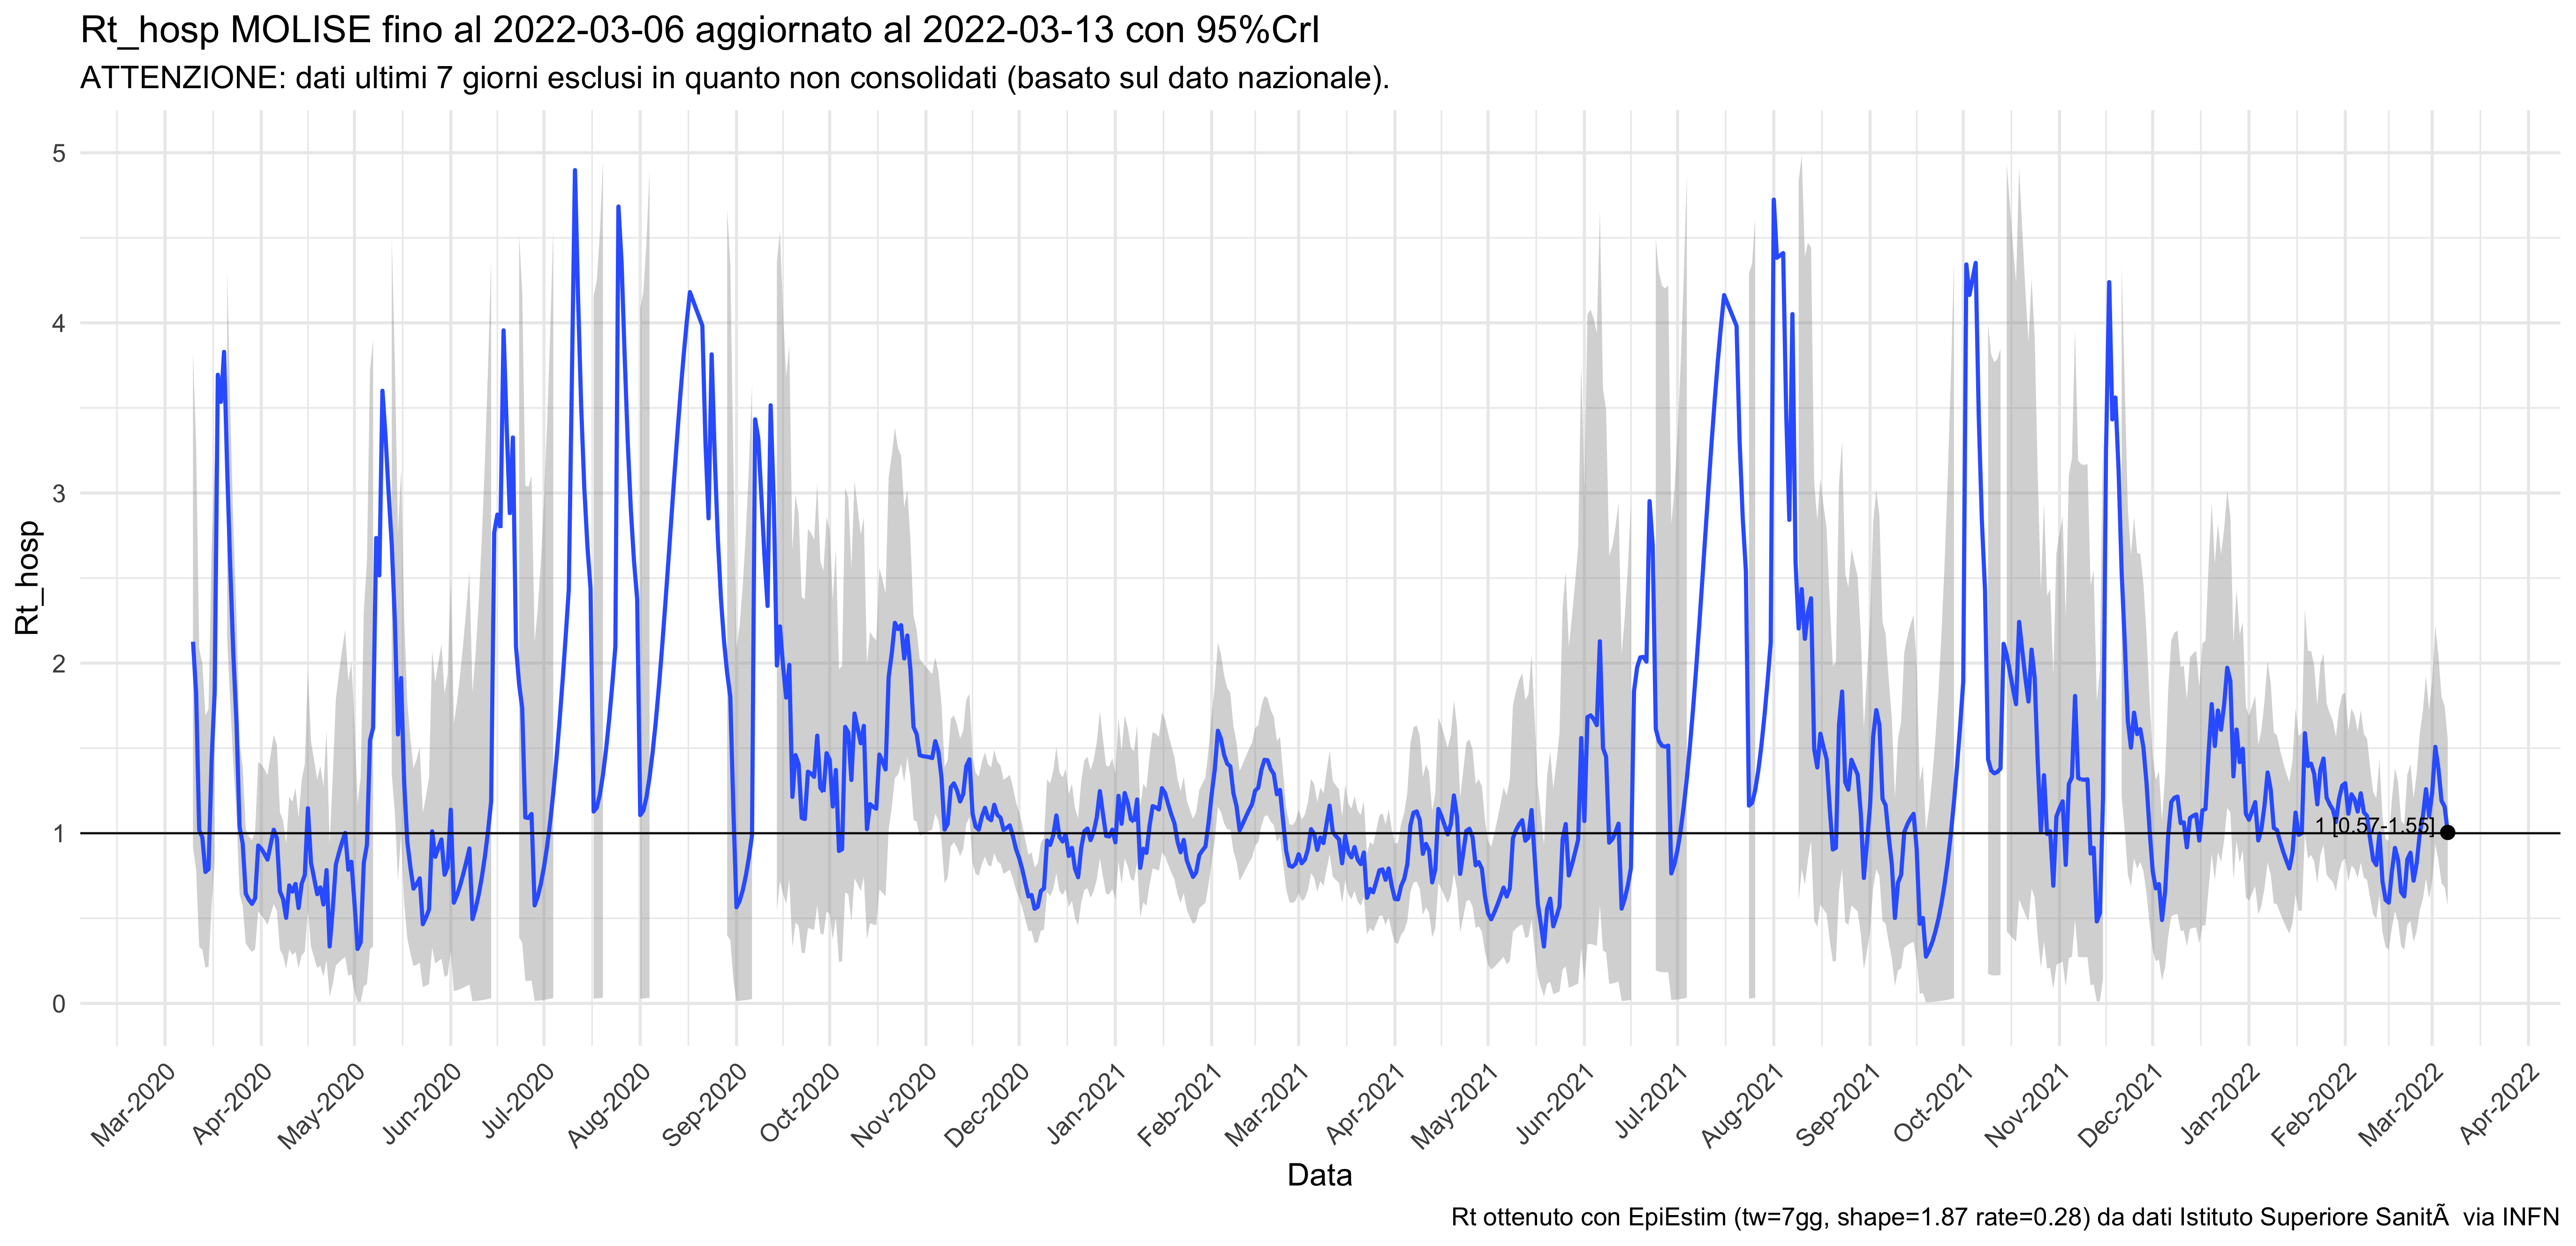 Rt_hosp MOLISE fino al 2022-03-06 aggiornato al 2022-03-13 con 95%CrI
ATTENZIONE: dati ultimi 7 giorni esclusi in quanto non consolidati (basato sul dato nazionale).
Rt_hosp
5
4
3
2
1
0
1 [0.57-1.55]
Mar-2020
Apr-2020
May-2020
Jun-2020
Jul-2020
Aug-2020
Sep-2020
Oct-2020
Nov-2020
Dec-2020
Jan-2021
Feb-2021
Mar-2021
Apr-2021
May-2021
Jun-2021
Jul-2021
Aug-2021
Sep-2021
Oct-2021
Nov-2021
Dec-2021
Jan-2022
Feb-2022
Mar-2022
Apr-2022
Data
Rt ottenuto con EpiEstim (tw=7gg, shape=1.87 rate=0.28) da dati Istituto Superiore SanitÃ  via INFN